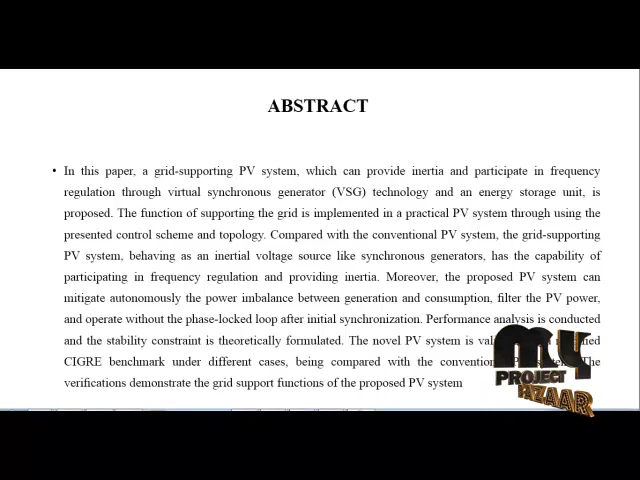 ABSTRACT
• In this paper, a grid-supporting PV system, which can provide inertia and participate in frequency
regulation through virtual synchronous generator (VSG) technology and an energy storage unit, is
proposed. The function of supporting the grid is implemented in a practical PV system through using the
presented control scheme and topology. Compared with the conventional PV system, the grid-supporting
PV system, behaving as an inertial voltage source like synchronous generators, has the capability of
participating in frequency regulation and providing inertia. Moreover, the proposed PV system can
mitigate autonomously the power imbalance between generation and consumption, filter the PV power,
and operate without the phase-locked loop after initial synchronization. Performance analysis is conducted
and the stability constraint is theoretically formulated. The novel PV system is
CIGRE benchmark under different cases, being compared with the
verifications demonstrate the grid support functions of the proposed PV system
my
PROJECT
BAZAAR